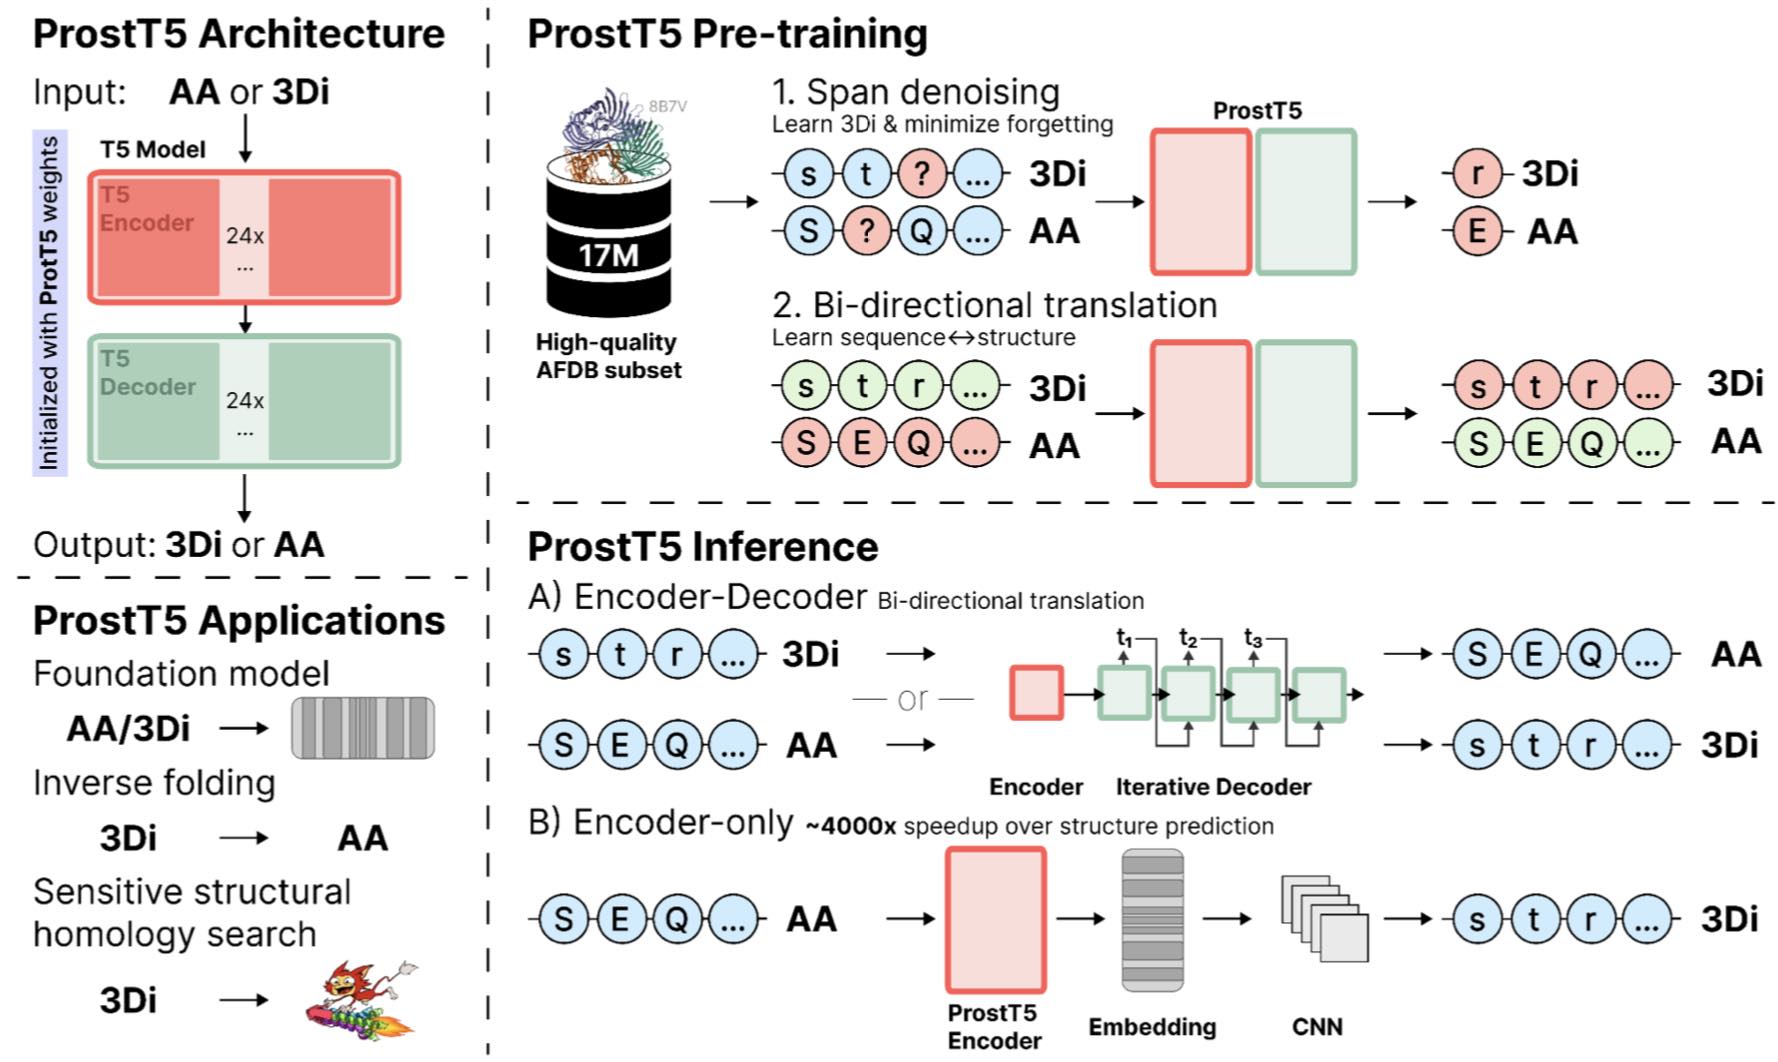 ProstT5 Architecture
Input: AA or 3Di
Initialized with ProtT5 weights
T5 Model
T5
Encoder
24x
...
T5
Decoder
24x
...
Output: 3Di or AA
ProstT5 Applications
Foundation model
AA/3Di
Inverse folding
3Di AA
Sensitive structural
homology search
3Di
ProstT5 Pre-training
8B7V
17M
High-quality
AFDB subset
1. Span denoising
Learn 3Di & minimize forgetting
ProstT5
s t ? ... 3Di
S ? Q ... AA
r 3Di
E AA
2. Bi-directional translation
Learn sequence↔structure
s t r ... 3Di
S E Q ... AA
s t r ... 3Di
S E Q ... AA
ProstT5 Inference
A) Encoder-Decoder Bi-directional translation
s t r ... 3Di
or
S E Q ... AA
t1 t2 t3
Encoder Iterative Decoder
S E Q ... AA
s t r ... 3Di
B) Encoder-only ~4000x speedup over structure prediction
S E Q ... AA
ProstT5
Encoder
Embedding
CNN
s t r ... 3Di